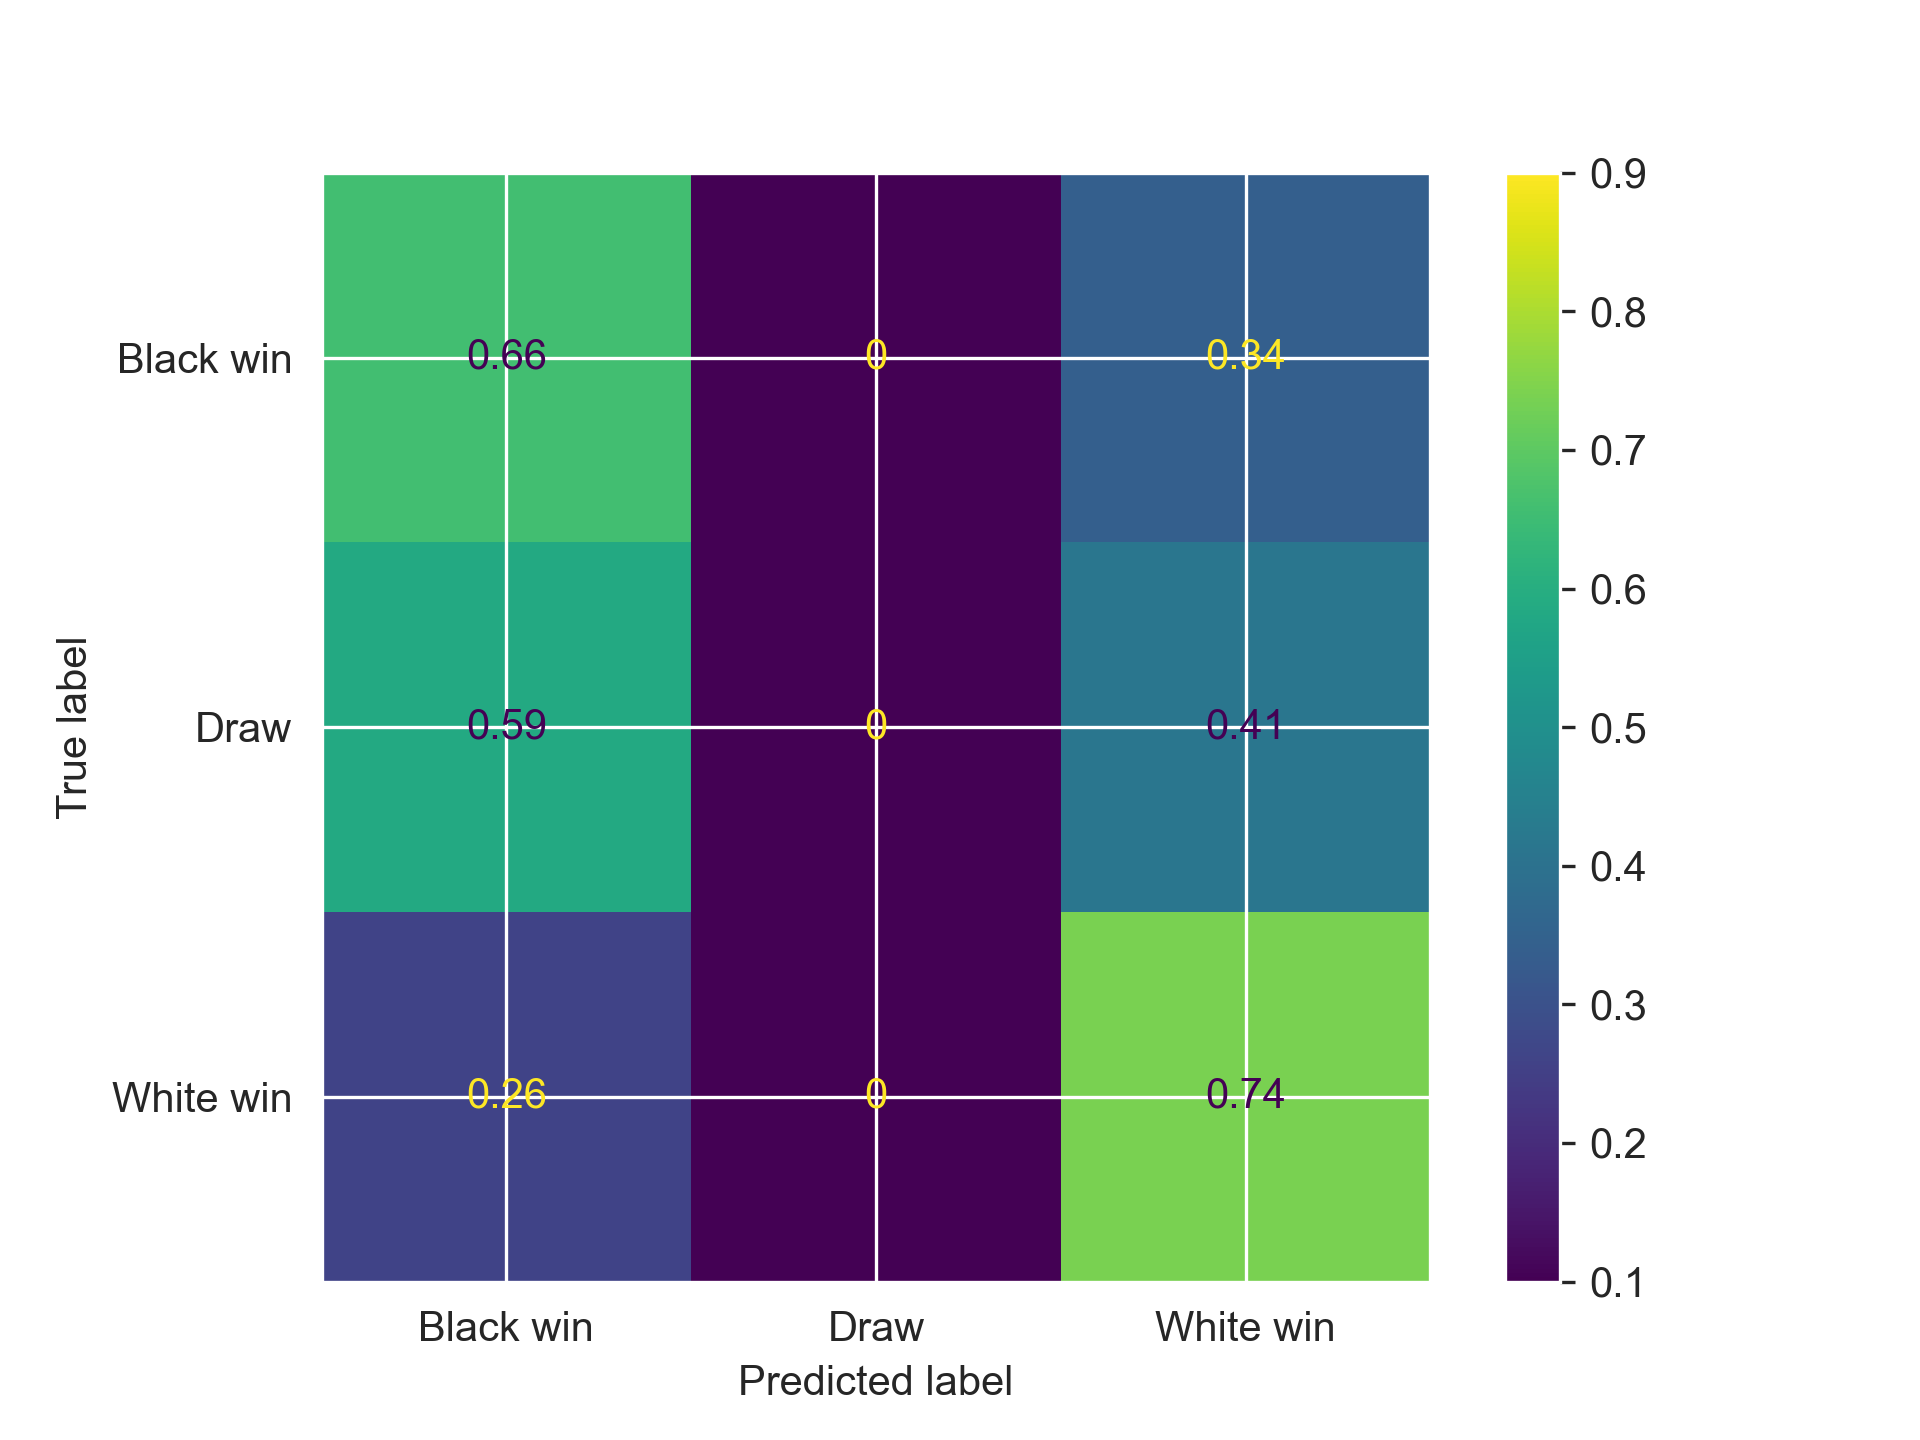 Black win 0.66 0 0.34
Draw 0.59 0 0.41
White win 0.26 0 0.74
True label
Black win Draw White win
Predicted label
0.9
0.8
0.7
0.6
0.5
0.4
0.3
0.2
0.1